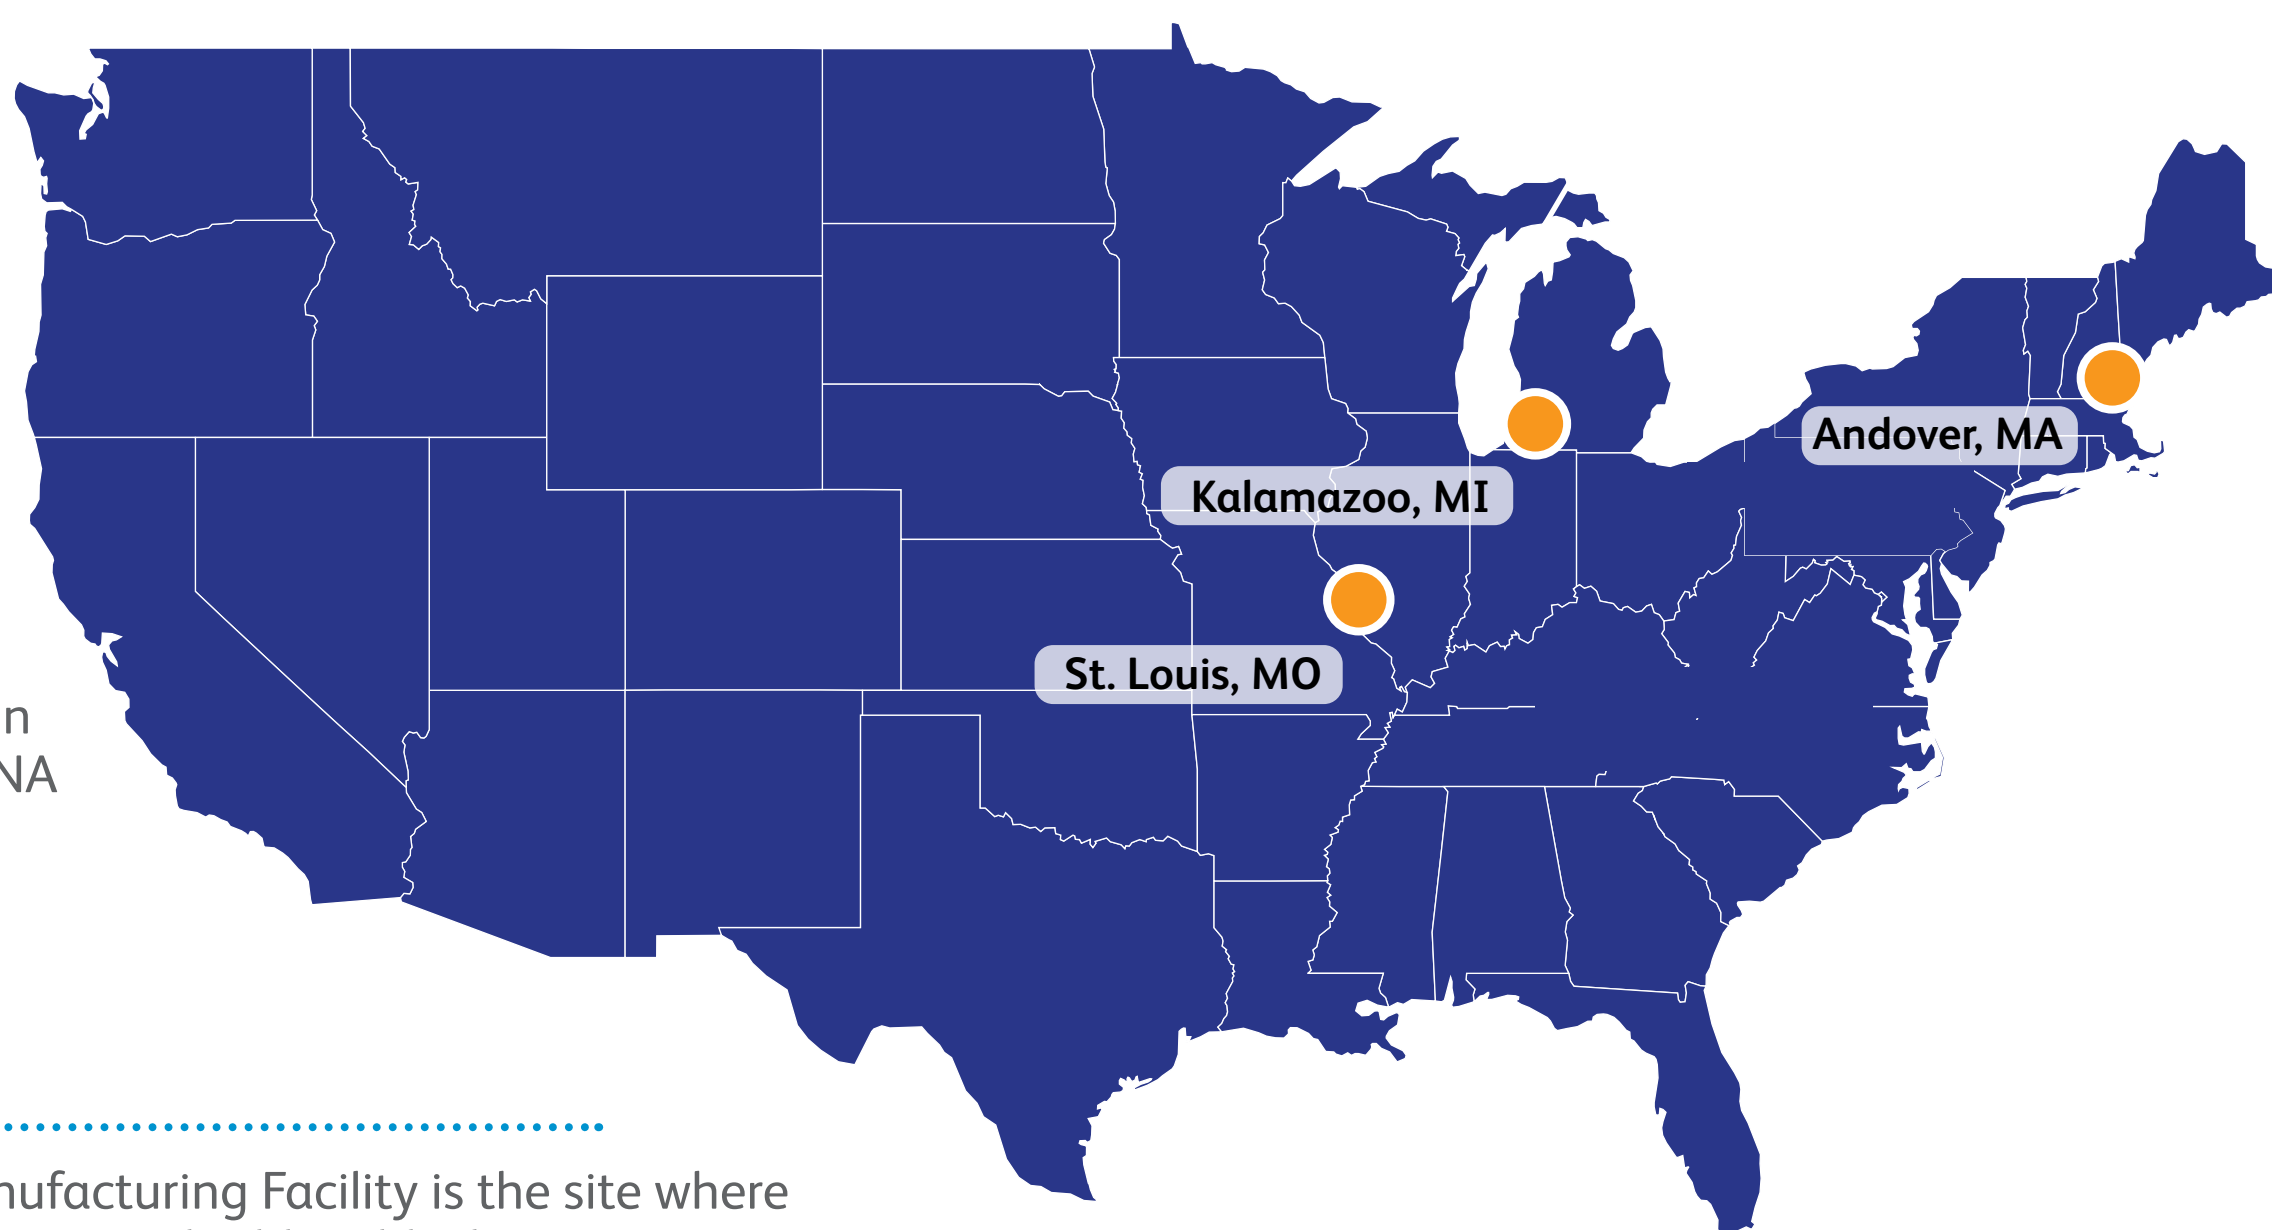 Andover, MA
Kalamazoo, MI
St. Louis, MO
n
NA
nufacturing Facility is the site where